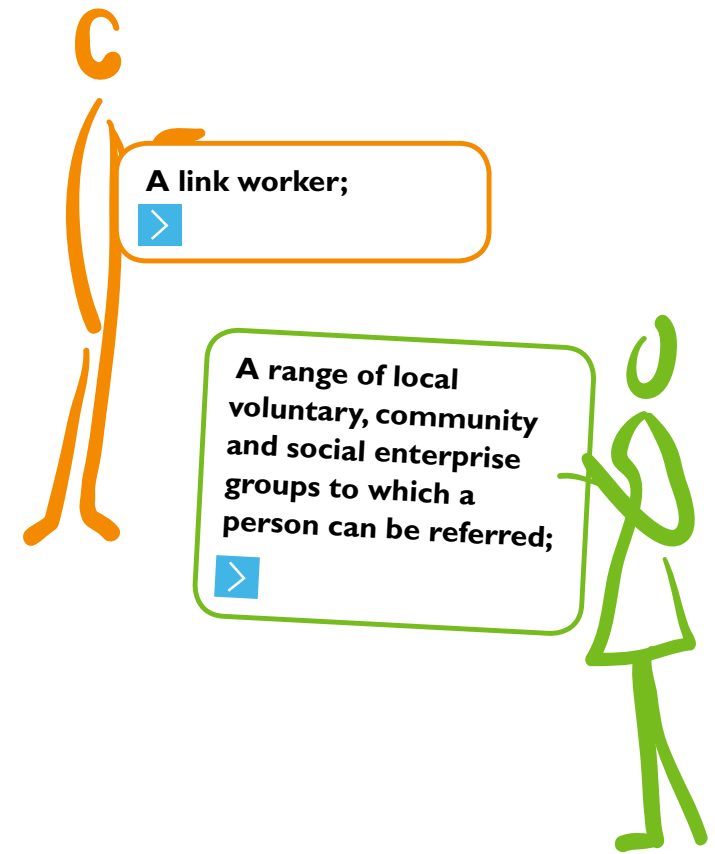 A link worker;
A range of local
voluntary, community
and social enterprise
groups to which a
person can be referred;